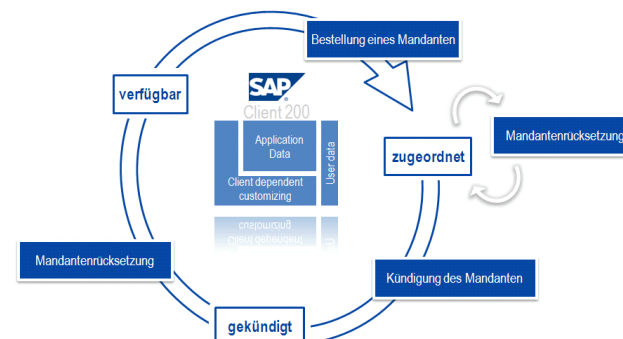 Bestellung eines Mandanten
verfügbar
SAP
Client 200
Application
Data
User data
Client dependent
customizing
zugeordnet
Mandantenrücksetzung
Mandantenrücksetzung
Kündigung des Mandanten
gekündigt